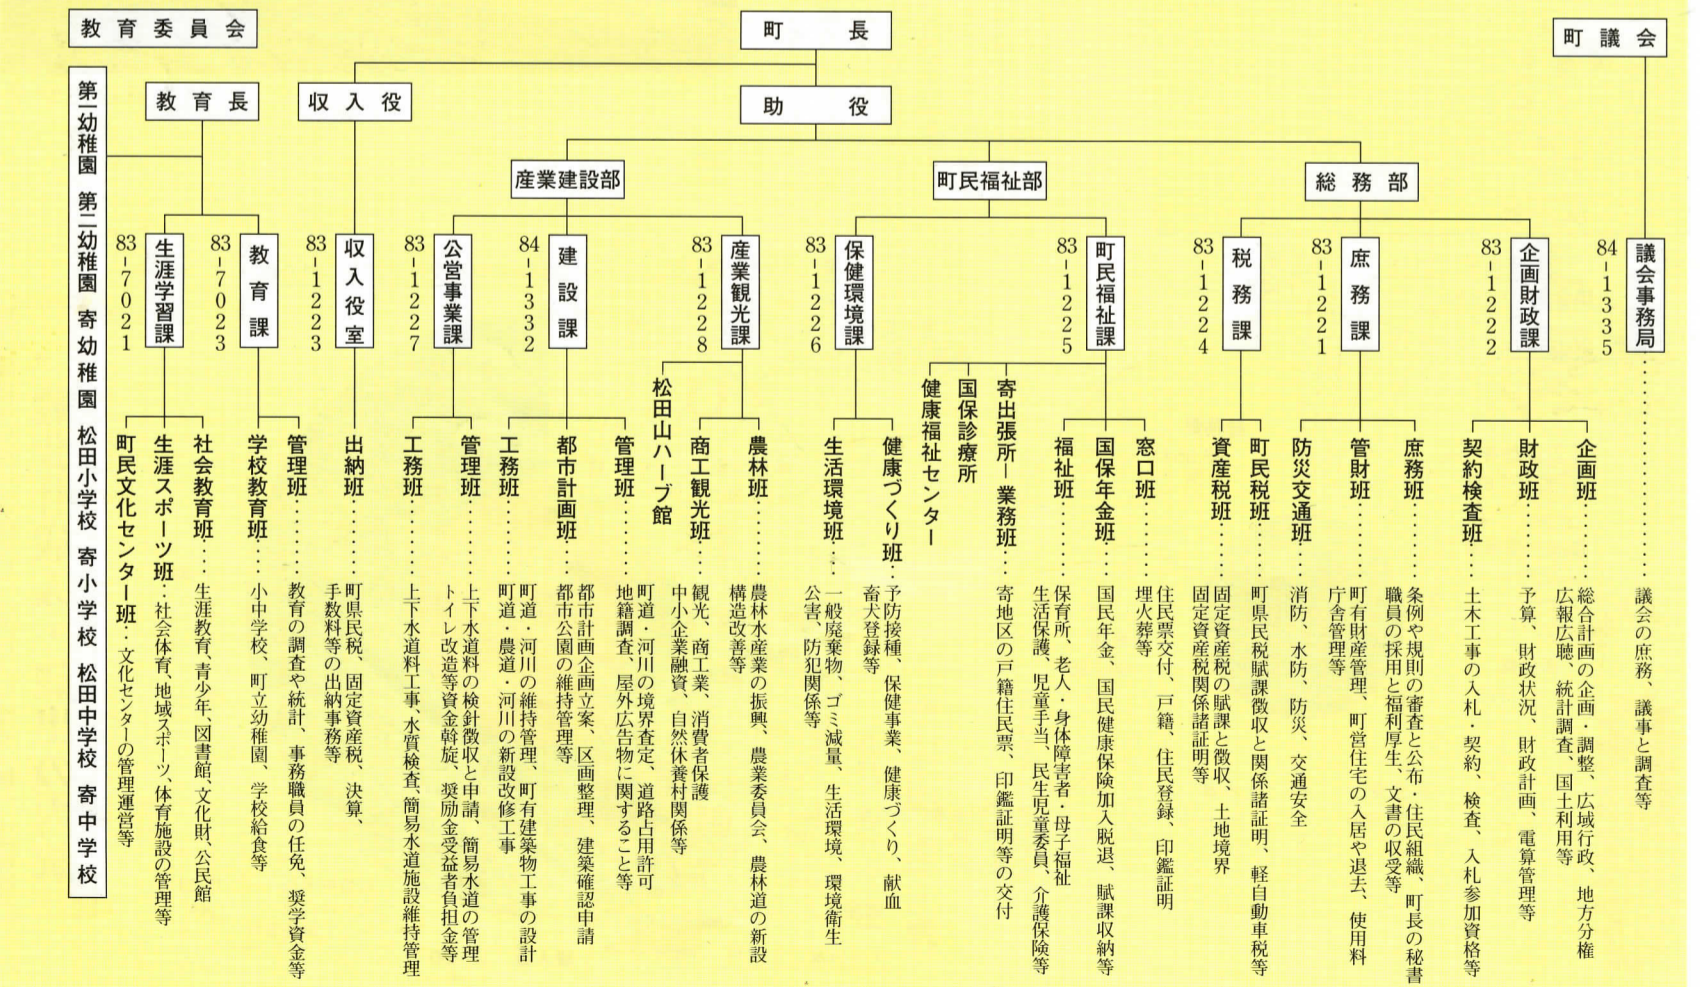 教育委員会
町長
町議会
教育長
収入役
助役
産業建設部
町民福祉部
総務部
議会事務局
84-1335
議会の庶務、議事と調査等
企画財政課
83-1222
企画班
総合計画の企画・調整、広域行政、地方分権
広報広聴、統計調査、国土利用等
財政班
予算、財政状況、財政計画、電算管理等
契約検査班
土木工事の入札・契約、検査、入札参加資格等
庶務課
83-1221
庶務班
条例や規則の審査と公布・住民組織、町長の秘書
職員の採用と福利厚生、文書の収受等
管財班
町有財産管理、町営住宅の入居や退去、使用料
庁舎管理等
防災交通班
消防、水防、防災、交通安全
税務課
83-1224
町民税班
町県民税賦課徴収と関係諸証明、軽自動車税等
資産税班
固定資産税の賦課と徴収、土地境界
固定資産税関係諸証明等
町民福祉課
83-1225
窓口班
住民票交付、戸籍、住民登録、印鑑証明
埋火葬等
国保年金班
国民年金、国民健康保険加入脱退、賦課収納等
福祉班
保育所、老人・身体障害者・母子福祉
生活保護、児童手当、民生児童委員、介護保険等
寄出張所ー業務班
寄地区の戸籍住民票、印鑑証明等の交付
国保診療所
健康福祉センター
保健環境課
83-1226
健康づくり班
予防接種、保健事業、健康づくり、献血
畜犬登録等
生活環境班
一般廃棄物、ゴミ減量、生活環境、環境衛生
公害、防犯関係等
産業観光課
83-1228
農林班
農林水産業の振興、農業委員会、農林道の新設
構造改善等
商工観光班
観光、商工業、消費者保護
中小企業融資、自然休養村関係等
松田山ハーブ館
建設課
84-1332
管理班
町道・河川の境界査定、道路占用許可
地籍調査、屋外広告物に関すること等
都市計画班
都市計画企画立案、区画整理、建築確認申請
都市公園の維持管理等
工務班
町道・河川の維持管理、町有建築物工事の設計
町道・農道・河川の新設改修工事
公営事業課
83-1227
管理班
上下水道料の検針徴収と申請、簡易水道の管理
トイレ改造等資金斡旋、奨励金受益者負担金等
工務班
上下水道料工事、水質検査、簡易水道施設維持管理
収入役室
83-1223
出納班
町県民税、固定資産税、決算、
手数料等の出納事務等
教育課
83-7023
管理班
教育の調査や統計、事務職員の任免、奨学資金等
学校教育班
小中学校、町立幼稚園、学校給食等
生涯学習課
83-7021
社会教育班
生涯教育、青少年、図書館、文化財、公民館
生涯スポーツ班
社会体育、地域スポーツ、体育施設の管理等
町民文化センター班
文化センターの管理運営等
第一幼稚園 第二幼稚園 寄幼稚園 松田小学校 寄小学校 松田中学校 寄中学校